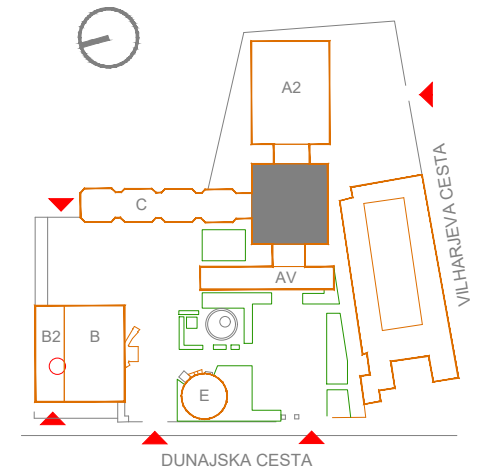 A2
C
VILHARJEVA CESTA
AV
B2 B
E
DUNAJSKA CESTA